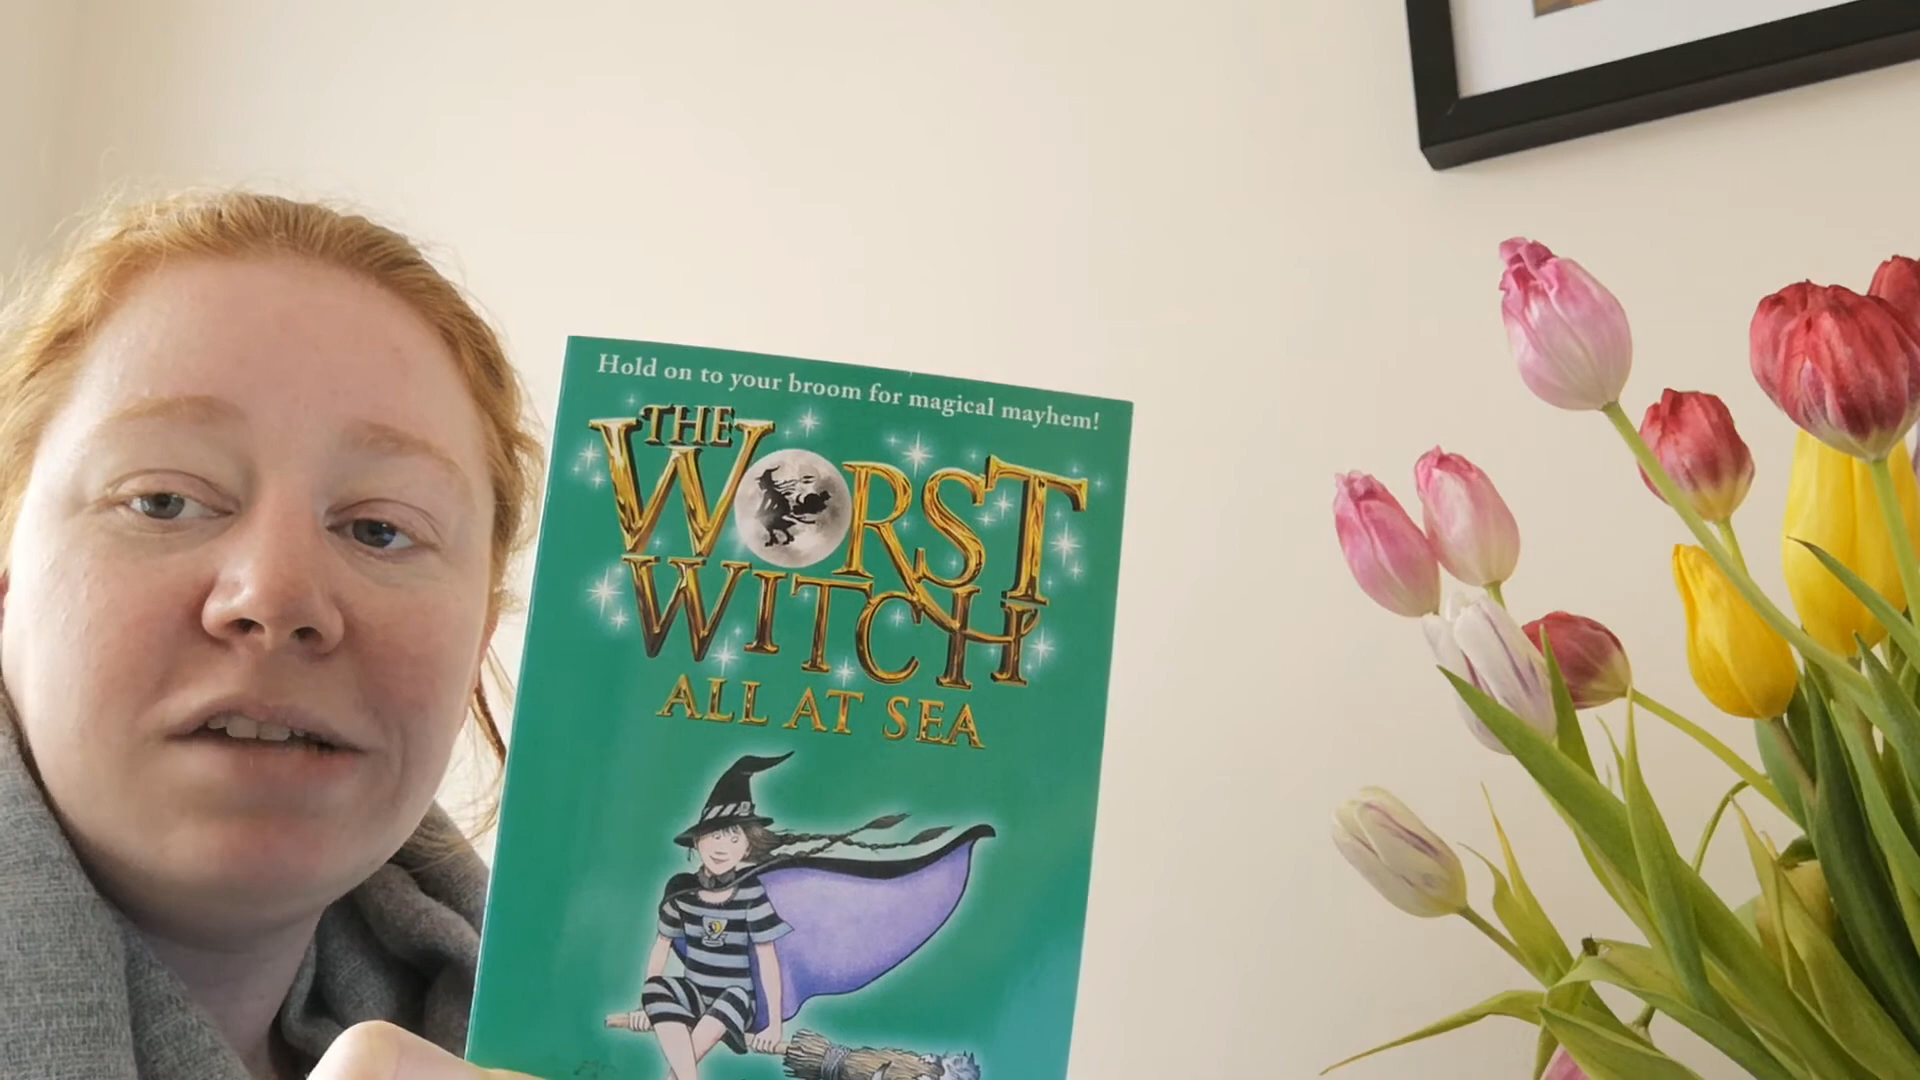 Hold on to your broom for magical mayhem!
THE
WORST
WITCH
ALL AT SEA